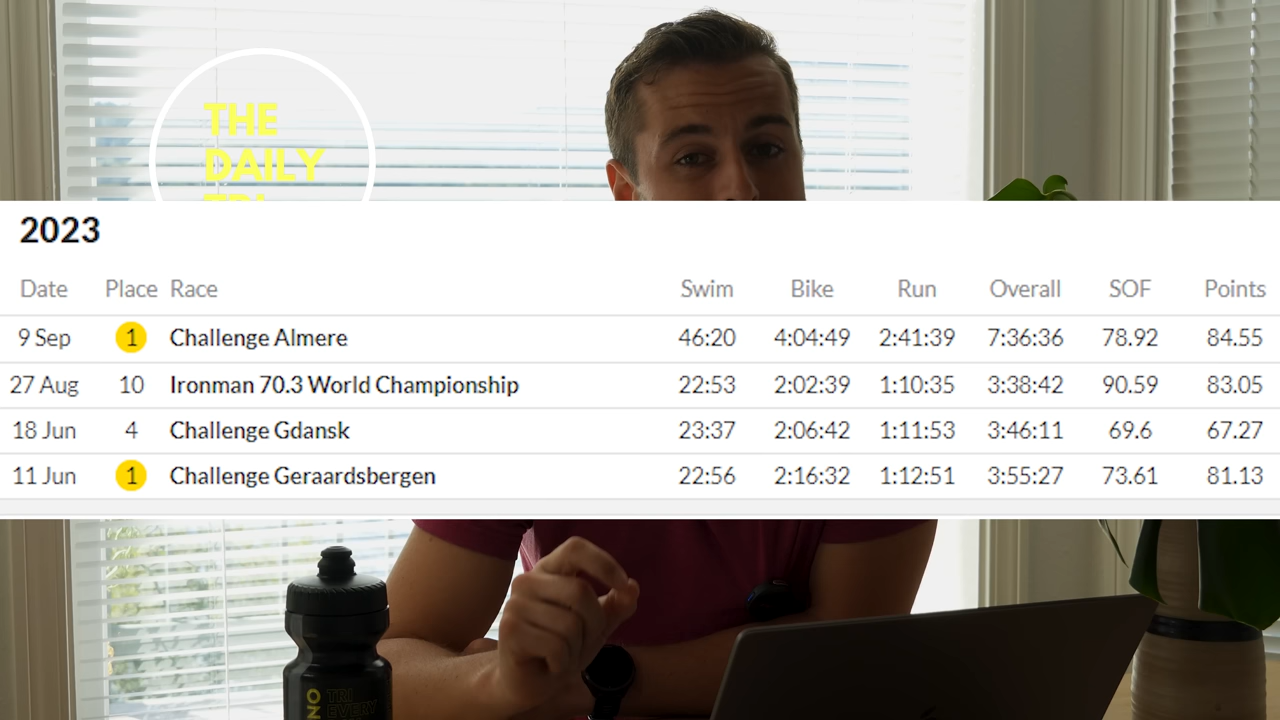 THE
DAILY
TRI
2023
Date Place Race Swim Bike Run Overall SOF Points
9 Sep 1 Challenge Almere 46:20 4:04:49 2:41:39 7:36:36 78.92 84.55
27 Aug 10 Ironman 70.3 World Championship 22:53 2:02:39 1:10:35 3:38:42 90.59 83.05
18 Jun 4 Challenge Gdansk 23:37 2:06:42 1:11:53 3:46:11 69.6 67.27
11 Jun 1 Challenge Geraardsbergen 22:56 2:16:32 1:12:51 3:55:27 73.61 81.13
NO
TRI
EVERY